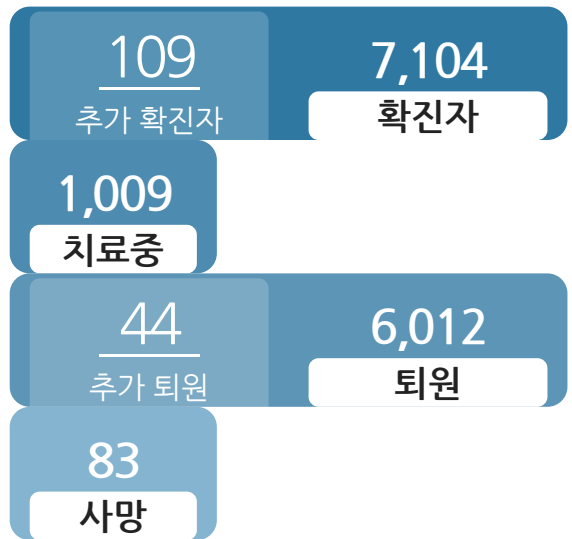 109
추가 확진자
7,104
확진자
1,009
치료중
44
추가 퇴원
6,012
퇴원
83
사망